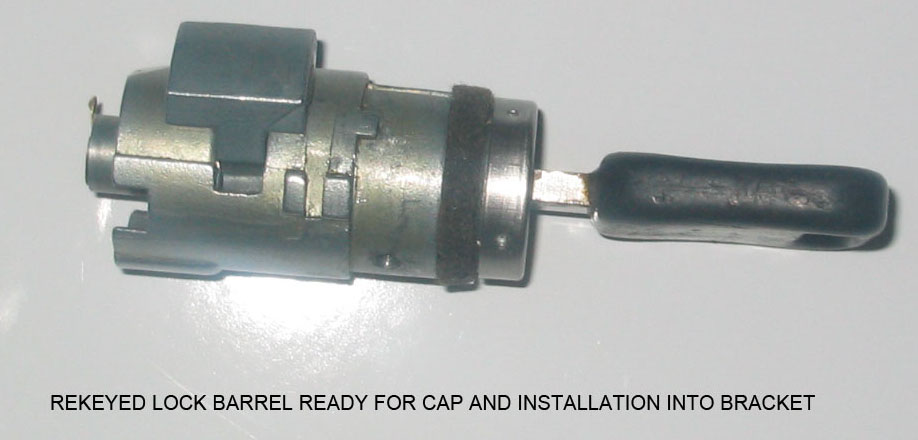 REKEYED LOCK BARREL READY FOR CAP AND INSTALLATION INTO BRACKET